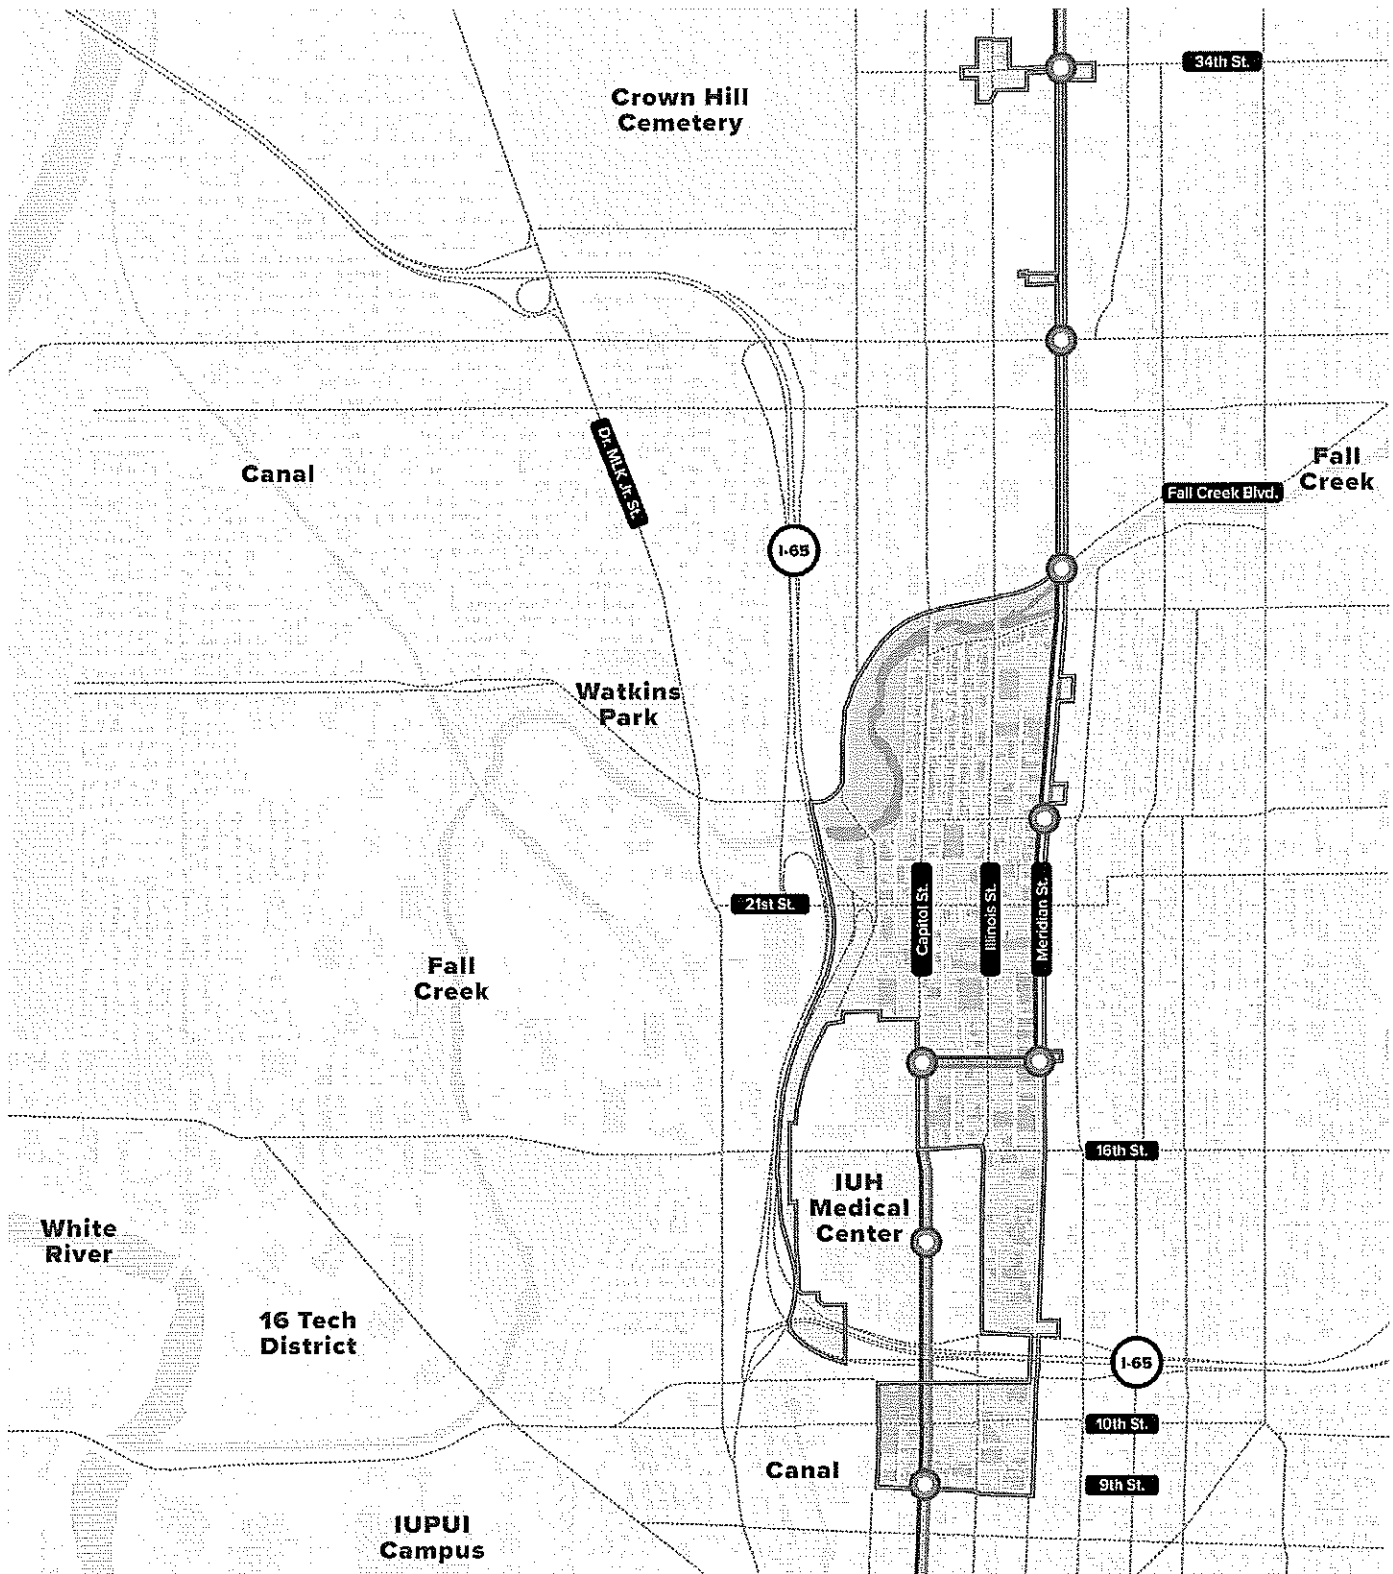 34th St.
Crown Hill
Cemetery
Dr. MLK Jr. St.
Canal
Fall
Creek
Fall Creek Blvd.
I-65
Watkins
Park
21st St.
Capitol St.
Illinois St.
Meridian St.
Fall
Creek
16th St.
IUH
Medical
Center
White
River
16 Tech
District
I-65
10th St.
Canal
9th St.
IUPUI
Campus